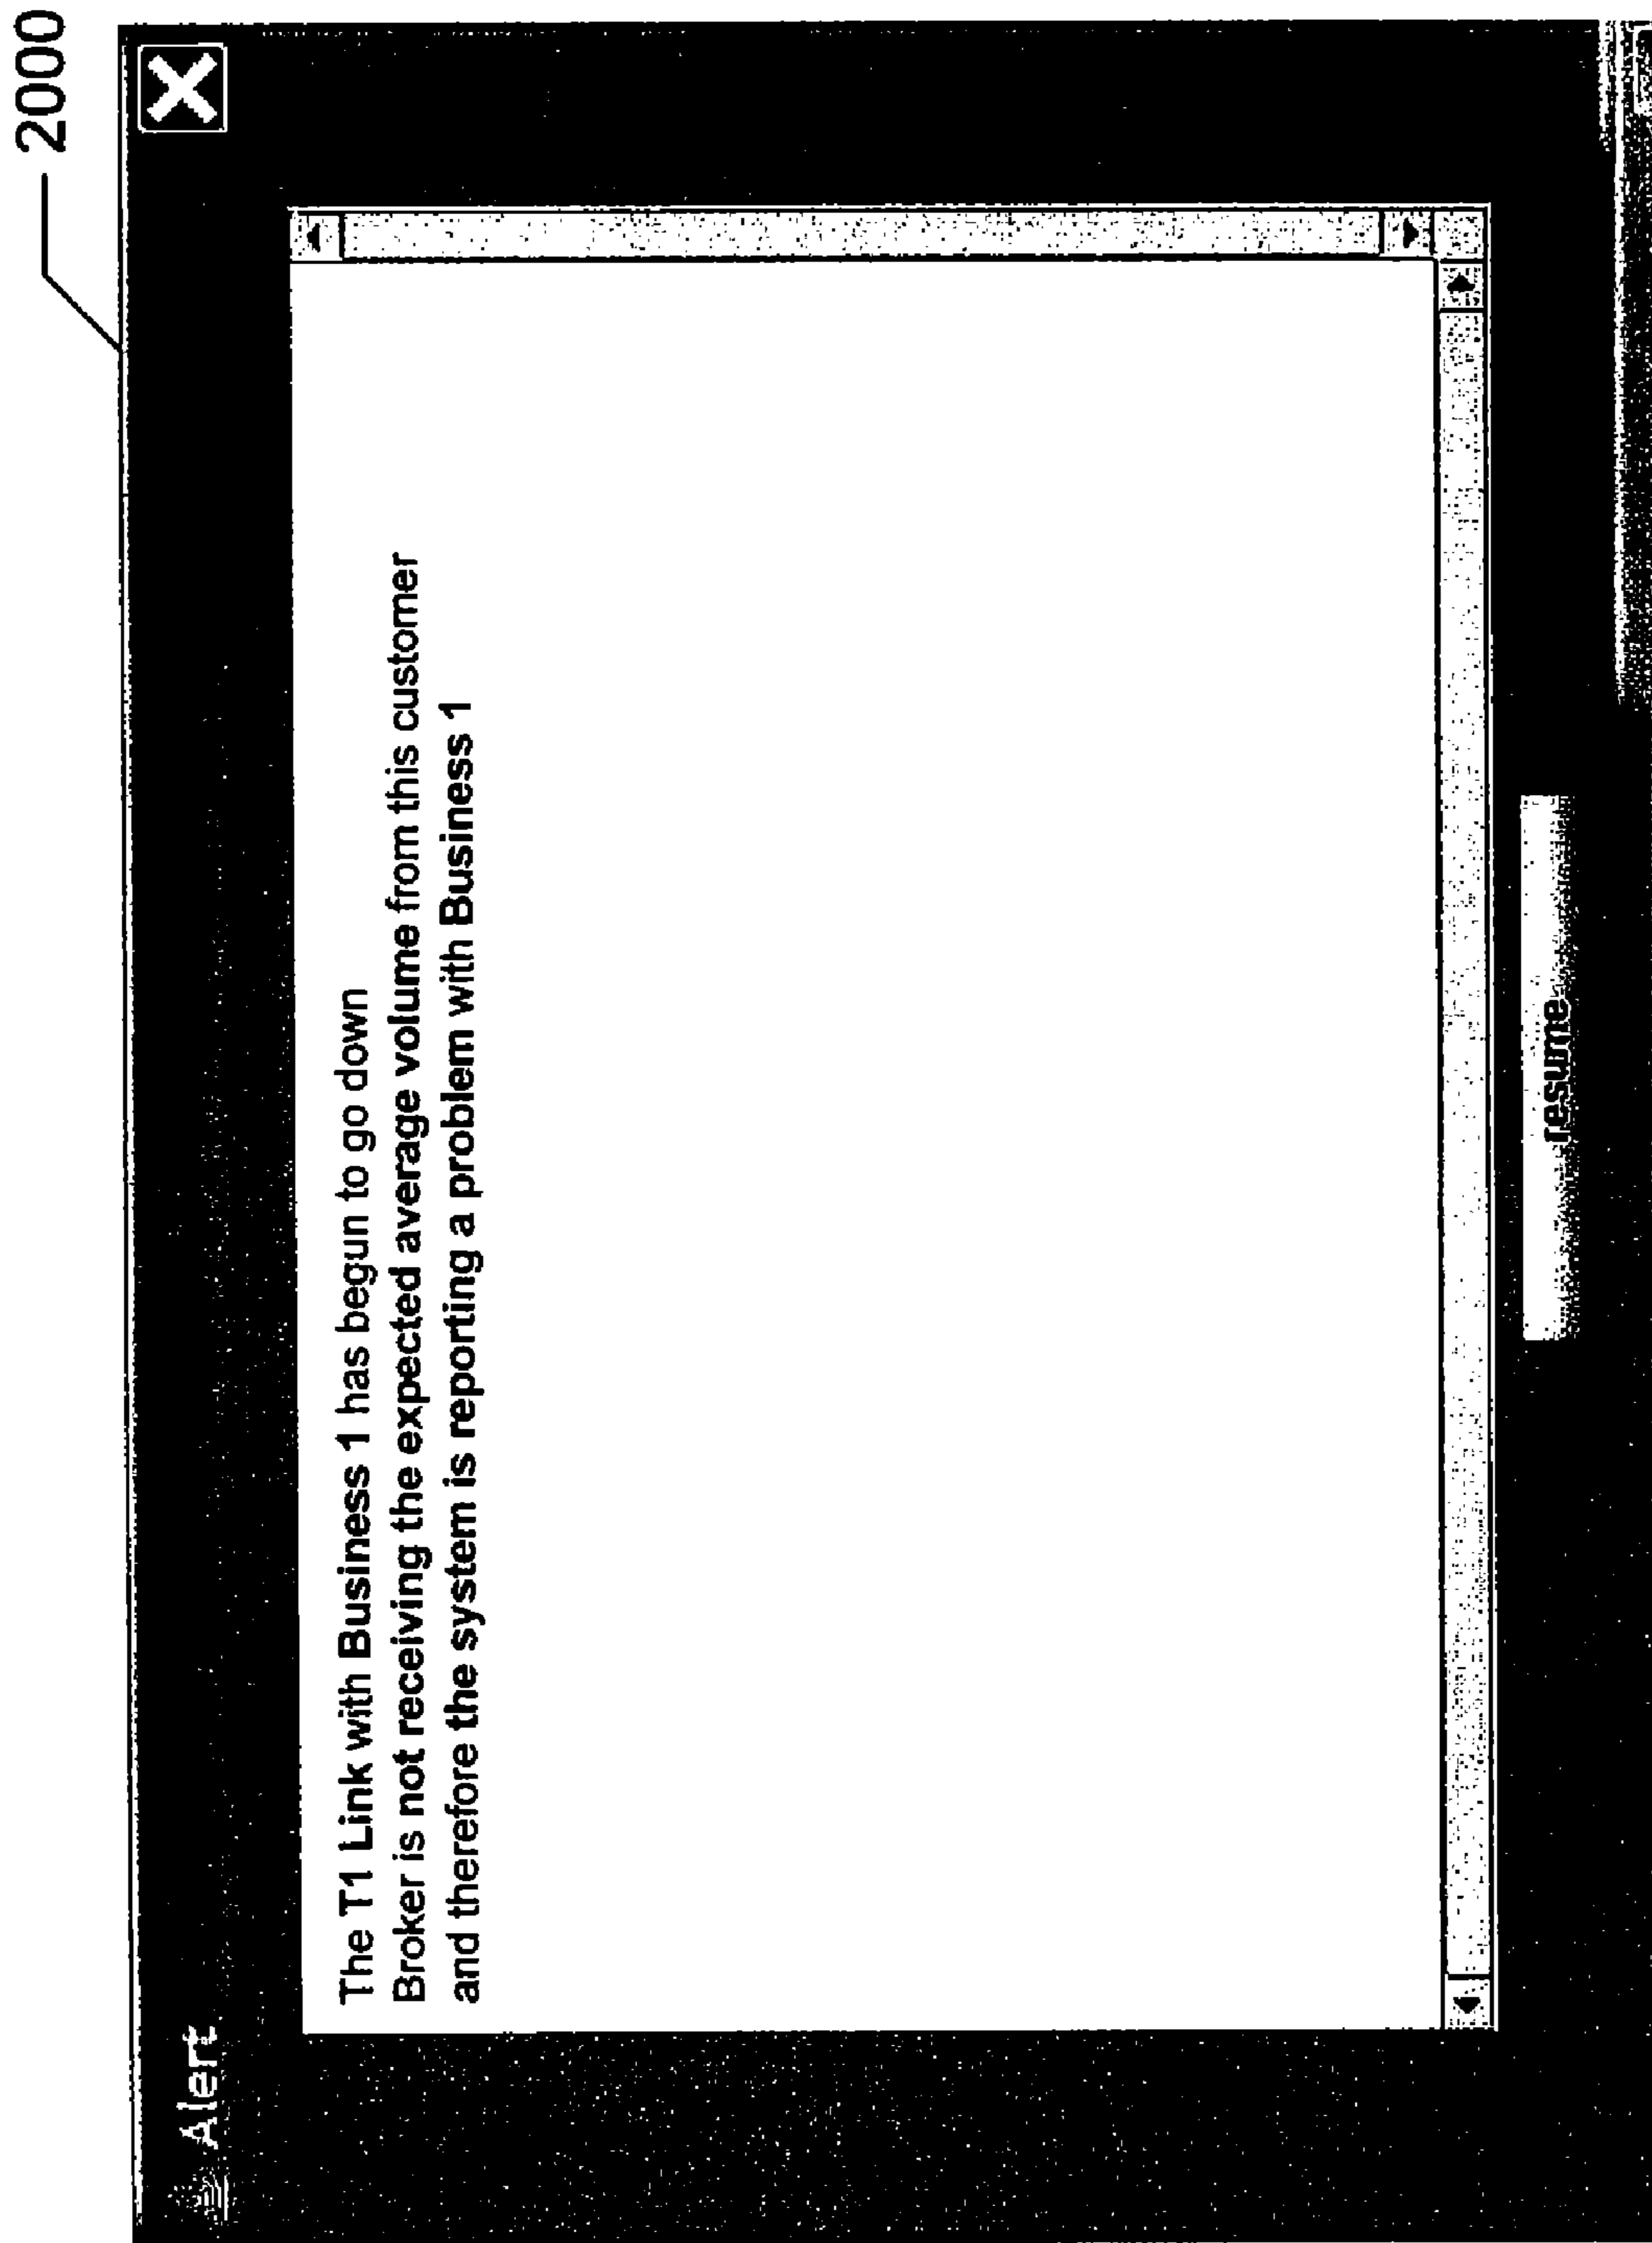 2000
Alert
The T1 Link with Business 1 has begun to go down
Broker is not receiving the expected average volume from this customer
and therefore the system is reporting a problem with Business 1
resume